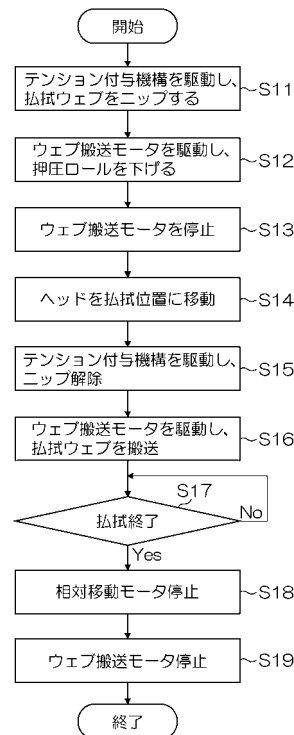 開始
テンション付与機構を駆動し、
払拭ウェブをニップする
S11
ウェブ搬送モータを駆動し、
押圧ロールを下げる
S12
ウェブ搬送モータを停止
S13
ヘッドを払拭位置に移動
S14
テンション付与機構を駆動し、
ニップ解除
S15
ウェブ搬送モータを駆動し、
払拭ウェブを搬送
S16
S17
払拭終了
No
Yes
相対移動モータ停止
S18
ウェブ搬送モータ停止
S19
終了